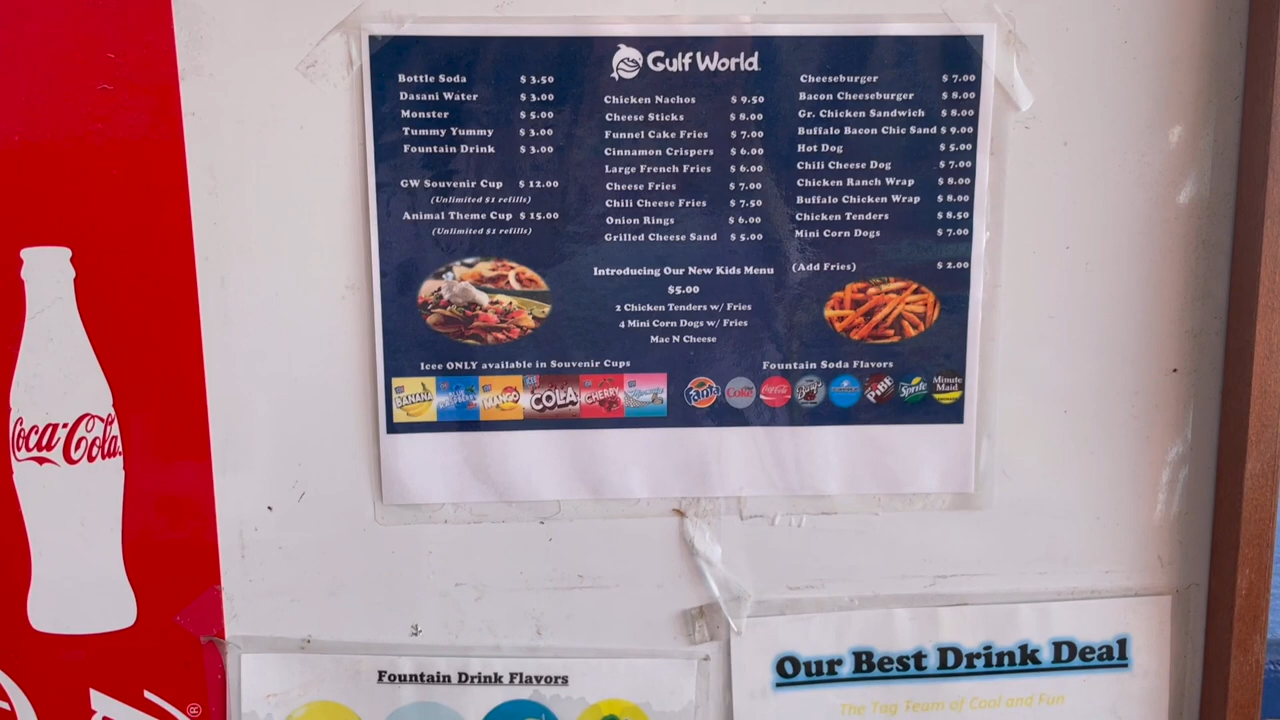 Gulf World
Bottle Soda $ 3.50
Dasani Water $ 3.00
Monster $ 5.00
Tummy Yummy $ 3.00
Fountain Drink $ 3.00
GW Souvenir Cup $ 12.00
(Unlimited $1 refills)
Animal Theme Cup $ 15.00
(Unlimited $1 refills)
Chicken Nachos $ 9.50
Cheese Sticks $ 8.00
Funnel Cake Fries $ 7.00
Cinnamon Crispers $ 6.00
Large French Fries $ 6.00
Cheese Fries $ 7.00
Chili Cheese Fries $ 7.50
Onion Rings $ 6.00
Grilled Cheese Sand $ 5.00
Introducing Our New Kids Menu
$5.00
2 Chicken Tenders w/ Fries
4 Mini Corn Dogs w/ Fries
Mac N Cheese
Cheeseburger $ 7.00
Bacon Cheeseburger $ 8.00
Gr. Chicken Sandwich $ 8.00
Buffalo Bacon Chic Sand $ 9.00
Hot Dog $ 5.00
Chili Cheese Dog $ 7.00
Chicken Ranch Wrap $ 8.00
Buffalo Chicken Wrap $ 8.00
Chicken Tenders $ 8.50
Mini Corn Dogs $ 7.00
(Add Fries) $ 2.00
Icee ONLY available in Souvenir Cups
BANANA
BLUE RASPBERRY
MANGO
ICEE COLA
CHERRY
Fountain Soda Flavors
Fanta
Coke
Coca-Cola
Barq's
PIBB
Sprite
Minute Maid
Coca-Cola
®
Fountain Drink Flavors
Our Best Drink Deal
The Tag Team of Cool and Fun